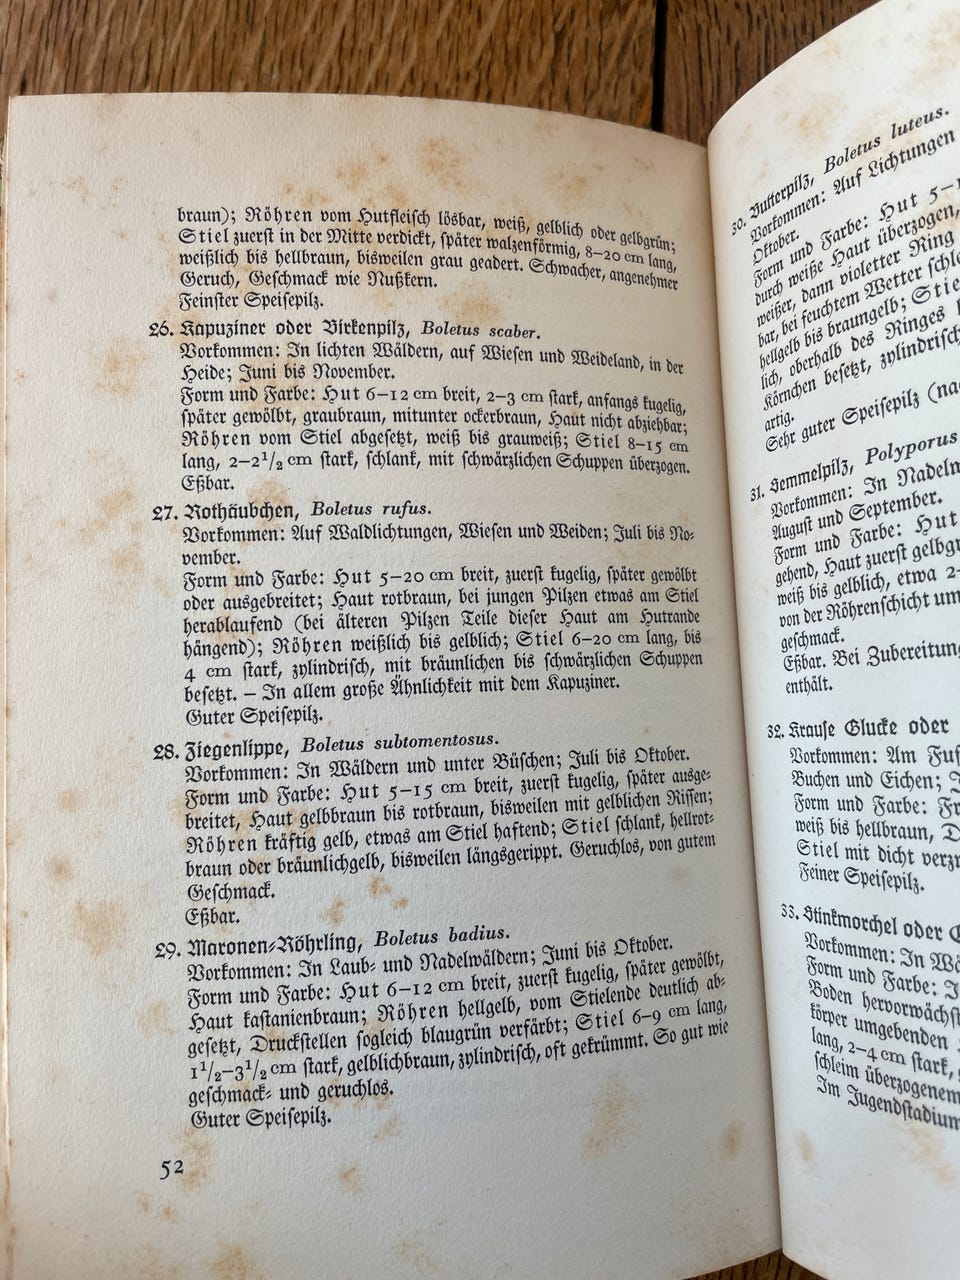 braun); Röhren vom Hutfleisch lösbar, weiß, gelblich oder gelbgrün;
Stiel zuerst in der Mitte verdickt, später walzenförmig, 8–20 cm lang,
weißlich bis hellbraun, bisweilen grau geadert. Schwacher, angenehmer
Geruch, Geschmack wie Nußkern.
Feinster Speisepilz.
26. Kapuziner oder Birkenpilz, Boletus scaber.
Vorkommen: In lichten Wäldern, auf Wiesen und Weideland, in der
Heide; Juni bis November.
Form und Farbe: Hut 6–12 cm breit, 2–3 cm stark, anfangs kugelig,
später gewölbt, graubraun, mitunter ockerbraun, Haut nicht abziehbar;
Röhren vom Stiel abgesetzt, weiß bis grauweiß; Stiel 8–15 cm
lang, 2–2¹/₂ cm stark, schlank, mit schwärzlichen Schuppen überzogen.
Eßbar.
27. Rothäubchen, Boletus rufus.
Vorkommen: Auf Waldlichtungen, Wiesen und Weiden; Juli bis No-
vember.
Form und Farbe: Hut 5–20 cm breit, zuerst kugelig, später gewölbt
oder ausgebreitet; Haut rotbraun, bei jungen Pilzen etwas am Stiel
herablaufend (bei älteren Pilzen Teile dieser Haut am Hutrande
hängend); Röhren weißlich bis gelblich; Stiel 6–20 cm lang, bis
4 cm stark, zylindrisch, mit bräunlichen bis schwärzlichen Schuppen
besetzt. – In allem große Ähnlichkeit mit dem Kapuziner.
Guter Speisepilz.
28. Ziegenlippe, Boletus subtomentosus.
Vorkommen: In Wäldern und unter Büschen; Juli bis Oktober.
Form und Farbe: Hut 5–15 cm breit, zuerst kugelig, später ausge-
breitet, Haut gelbbraun bis rotbraun, bisweilen mit gelblichen Rissen;
Röhren kräftig gelb, etwas am Stiel haftend; Stiel schlank, hellrot-
braun oder bräunlichgelb, bisweilen längsgerippt. Geruchlos, von gutem
Geschmack.
Eßbar.
29. Maronen-Röhrling, Boletus badius.
Vorkommen: In Laub- und Nadelwäldern; Juni bis Oktober.
Form und Farbe: Hut 6–12 cm breit, zuerst kugelig, später gewölbt,
Haut kastanienbraun; Röhren hellgelb, vom Stielende deutlich ab-
gesetzt, Druckstellen sogleich blaugrün verfärbt; Stiel 6–9 cm lang,
1¹/₂–3¹/₂ cm stark, gelblichbraun, zylindrisch, oft gekrümmt. So gut wie
geschmack- und geruchlos.
Guter Speisepilz.
52
30. Butterpilz, Boletus luteus.
Vorkommen: Auf Lichtungen
Oktober.
Form und Farbe: Hut 5–1
durch weiße Haut überzogen,
weißer, dann violetter Ring
bar, bei feuchtem Wetter schle
hellgelb bis braungelb; Stie
lich, oberhalb des Ringes
Körnchen besetzt, zylindrisch
artig.
Sehr guter Speisepilz (na
31. Semmelpilz, Polyporus
Vorkommen: In Nadelw
August und September.
Form und Farbe: Hut
gehend, Haut zuerst gelbgr
weiß bis gelblich, etwa 2–
von der Röhrenschicht um
geschmack.
Eßbar. Bei Zubereitung
enthält.
32. Krause Glucke oder
Vorkommen: Am Fuß
Buchen und Eichen;
Form und Farbe: Fr
weiß bis hellbraun,
Stiel mit dicht verz
Feiner Speisepilz.
33. Stinkmorchel oder
Vorkommen: In Wä
Form und Farbe:
Boden hervorwächst
körper umgebenden
lang, 2–4 cm stark,
schleim überzogenem
Im Jugendstadium